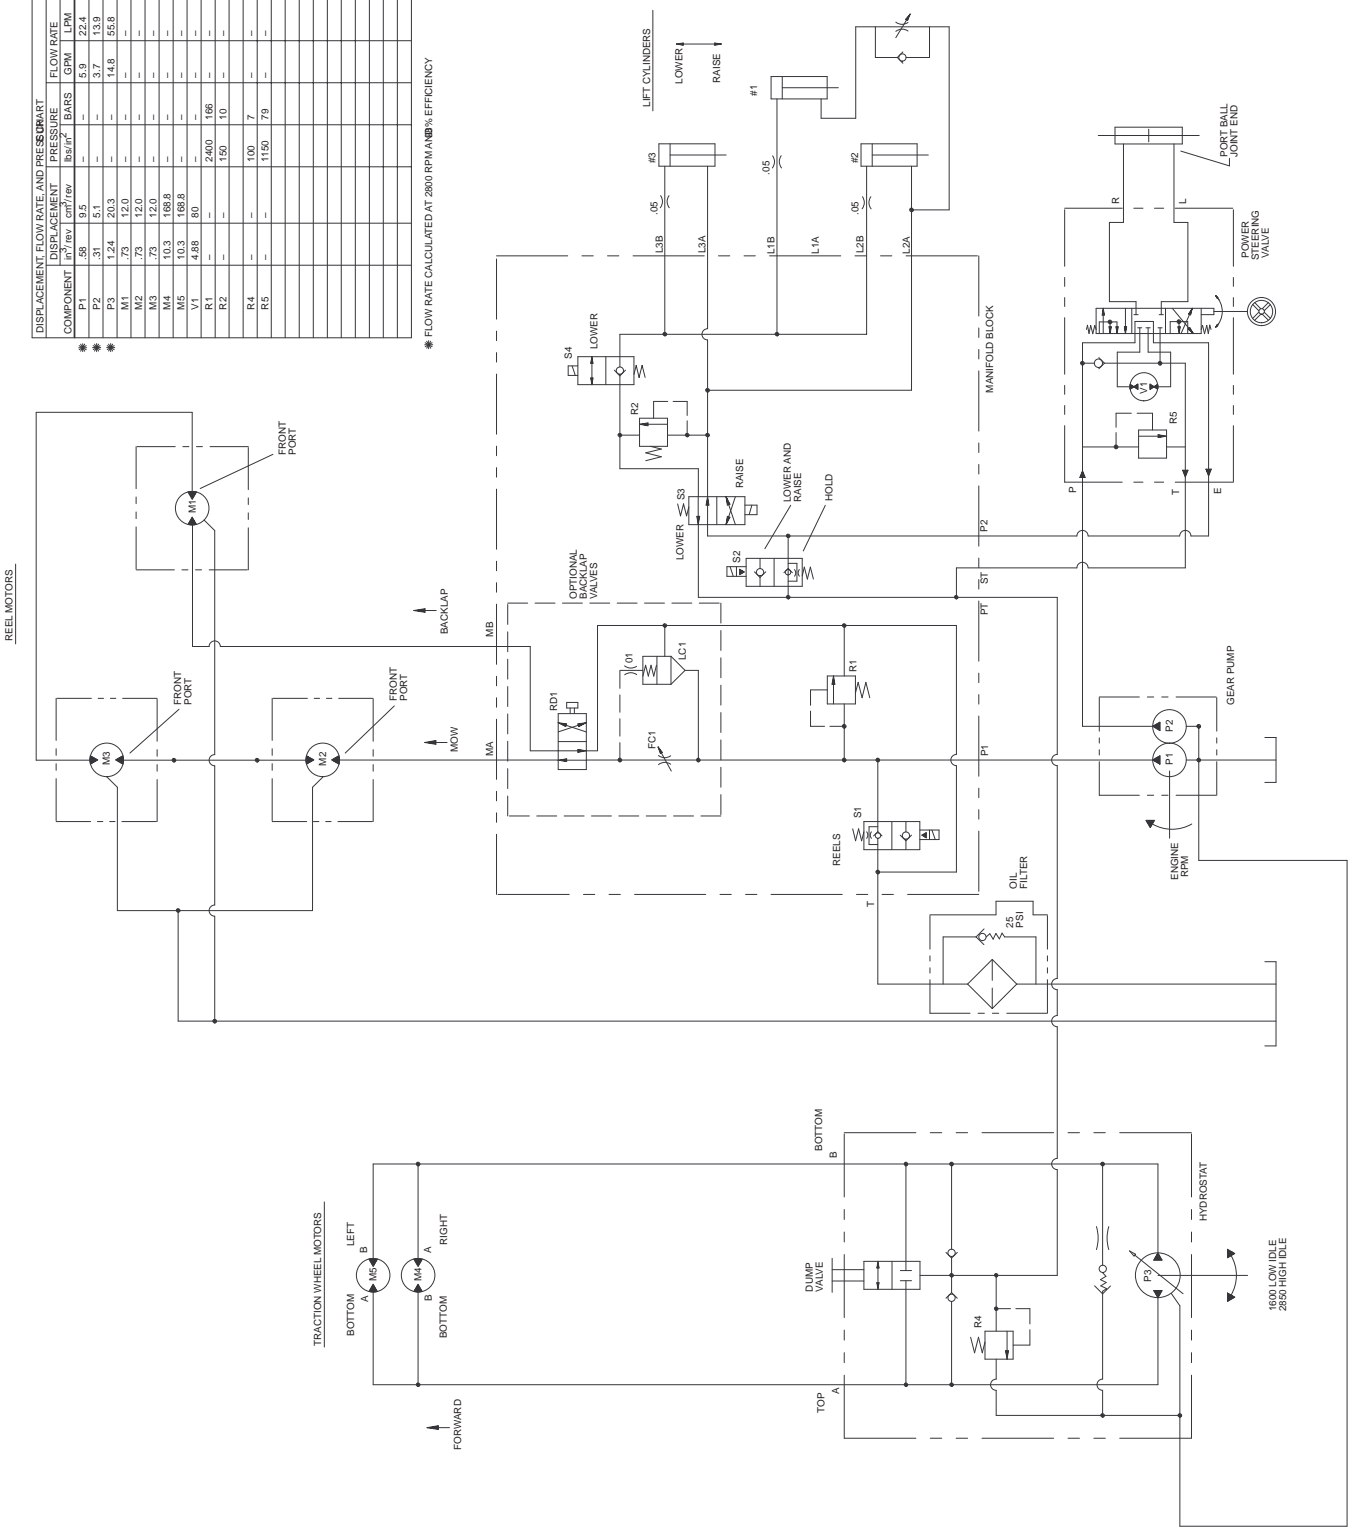 DISPLACEMENT, FLOW RATE, AND PRESSURE CHART
DISPLACEMENT PRESSURE FLOW RATE
COMPONENT in³/rev cm³/rev lbs/in² BARS GPM LPM
✱ P1 .58 9.5 – – 5.9 22.4
✱ P2 .31 5.1 – – 3.7 13.9
✱ P3 1.24 20.3 – – 14.8 55.8
M1 .73 12.0 – – – –
M2 .73 12.0 – – – –
M3 .73 12.0 – – – –
M4 10.3 168.8 – – – –
M5 10.3 168.8 – – – –
V1 4.88 80 – – – –
R1 – – 2400 166 – –
R2 – – 150 10 – –
R4 – – 100 7 – –
R5 – – 1150 79 – –
✱ FLOW RATE CALCULATED AT 2800 RPM AND % EFFICIENCY
REEL MOTORS
M1
FRONT
PORT
M3
FRONT
PORT
M2
FRONT
PORT
BACKLAP
MOW
MB
MA
OPTIONAL
BACKLAP
VALVES
RD1
.01
LC1
FC1
R1
S1
REELS
T
P1
PT
ST
P2
S2
LOWER AND
RAISE
HOLD
S3
LOWER
RAISE
R2
S4
LOWER
MANIFOLD BLOCK
L3B
L3A
L1B
L1A
L2B
L2A
.05
.05
.05
#3
#1
#2
LIFT CYLINDERS
LOWER
RAISE
PORT BALL
JOINT END
R
L
POWER
STEERING
VALVE
V1
R5
P
T
E
GEAR PUMP
P2
P1
ENGINE
RPM
OIL
FILTER
25
PSI
TRACTION WHEEL MOTORS
BOTTOM
LEFT
A
M5
B
BOTTOM
RIGHT
B
M4
A
FORWARD
TOP
A
BOTTOM
B
DUMP
VALVE
R4
P3
HYDROSTAT
1600 LOW IDLE
2850 HIGH IDLE